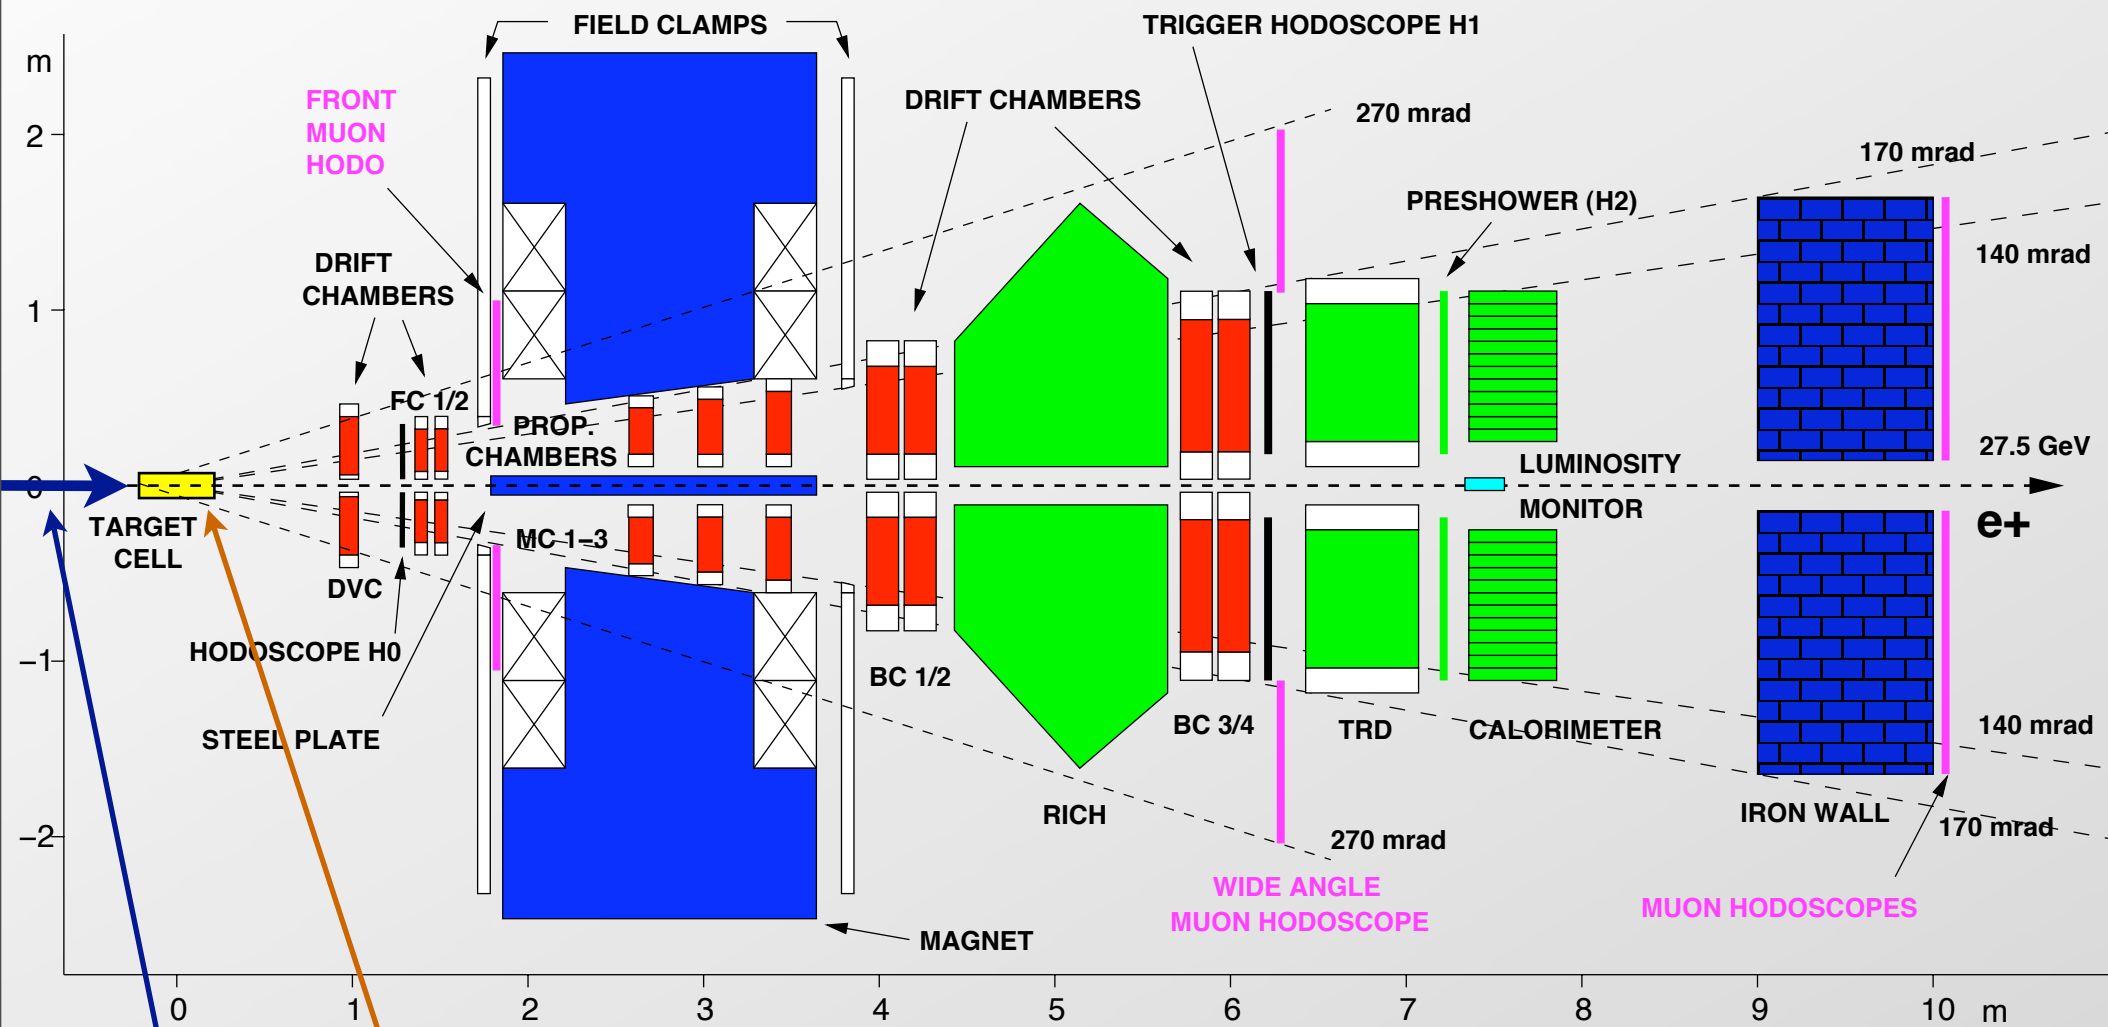 FIELD CLAMPS
TRIGGER HODOSCOPE H1
m
FRONT
MUON
HODO
DRIFT CHAMBERS
270 mrad
2
170 mrad
PRESHOWER (H2)
DRIFT
CHAMBERS
140 mrad
1
FC 1/2
PROP.
CHAMBERS
27.5 GeV
LUMINOSITY
0
MONITOR
e+
TARGET
CELL
MC 1–3
DVC
HODOSCOPE H0
–1
BC 1/2
STEEL PLATE
BC 3/4
TRD
CALORIMETER
140 mrad
RICH
IRON WALL
–2
270 mrad
170 mrad
WIDE ANGLE
MUON HODOSCOPE
MUON HODOSCOPES
MAGNET
0 1 2 3 4 5 6 7 8 9 10 m